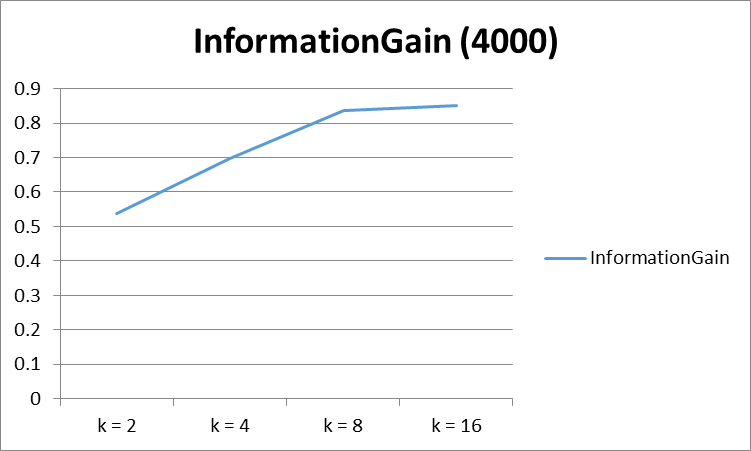 InformationGain (4000)
0.9
0.8
0.7
0.6
0.5
0.4
0.3
0.2
0.1
0
k = 2
k = 4
k = 8
k = 16
InformationGain